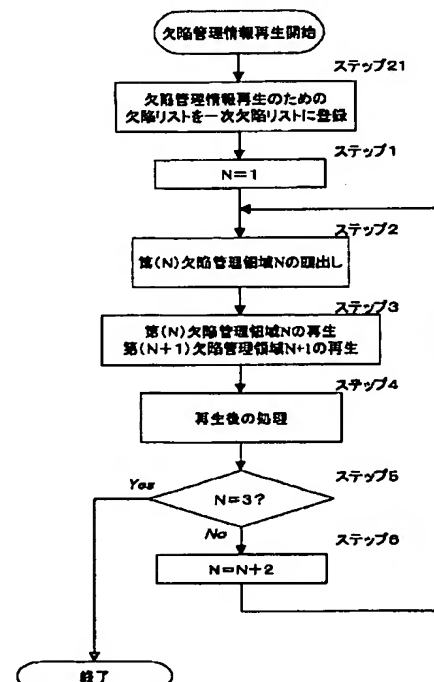 欠陥管理情報再生開始
ステップ21
欠陥管理情報再生のための
欠陥リストを一次欠陥リストに登録
ステップ1
N=1
ステップ2
第(N)欠陥管理領域Nの頭出し
ステップ3
第(N)欠陥管理領域Nの再生
第(N+1)欠陥管理領域N+1の再生
ステップ4
再生後の処理
ステップ5
Yes
N=3?
No
ステップ6
N=N+2
終了